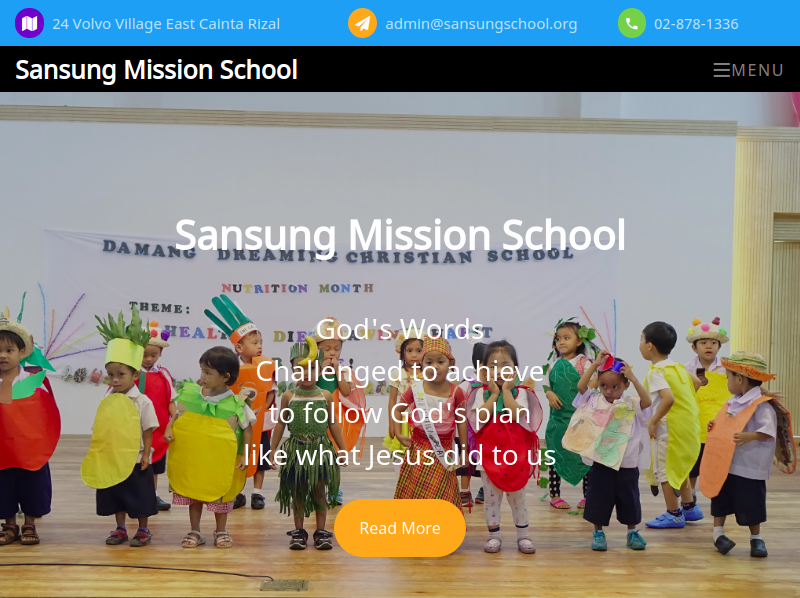 24 Volvo Village East Cainta Rizal
admin@sansungschool.org
02-878-1336
Sansung Mission School
MENU
Sansung Mission School
DAMANG DREAMING CHRISTIAN SCHOOL
NUTRITION MONTH
THEME:
God's Words
Challenged to achieve
to follow God's plan
like what Jesus did to us
Read More